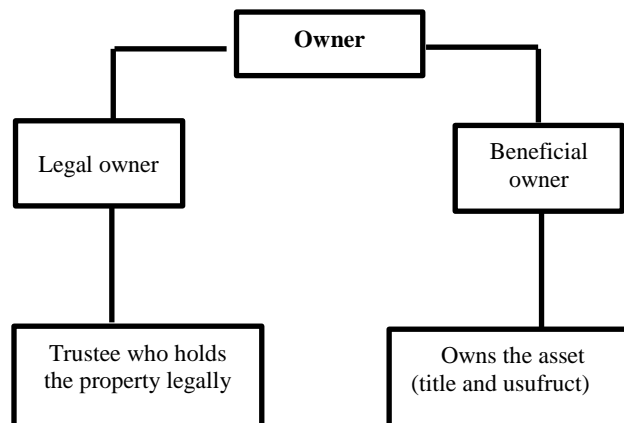 Owner
Legal owner
Beneficial
owner
Trustee who holds
the property legally
Owns the asset
(title and usufruct)